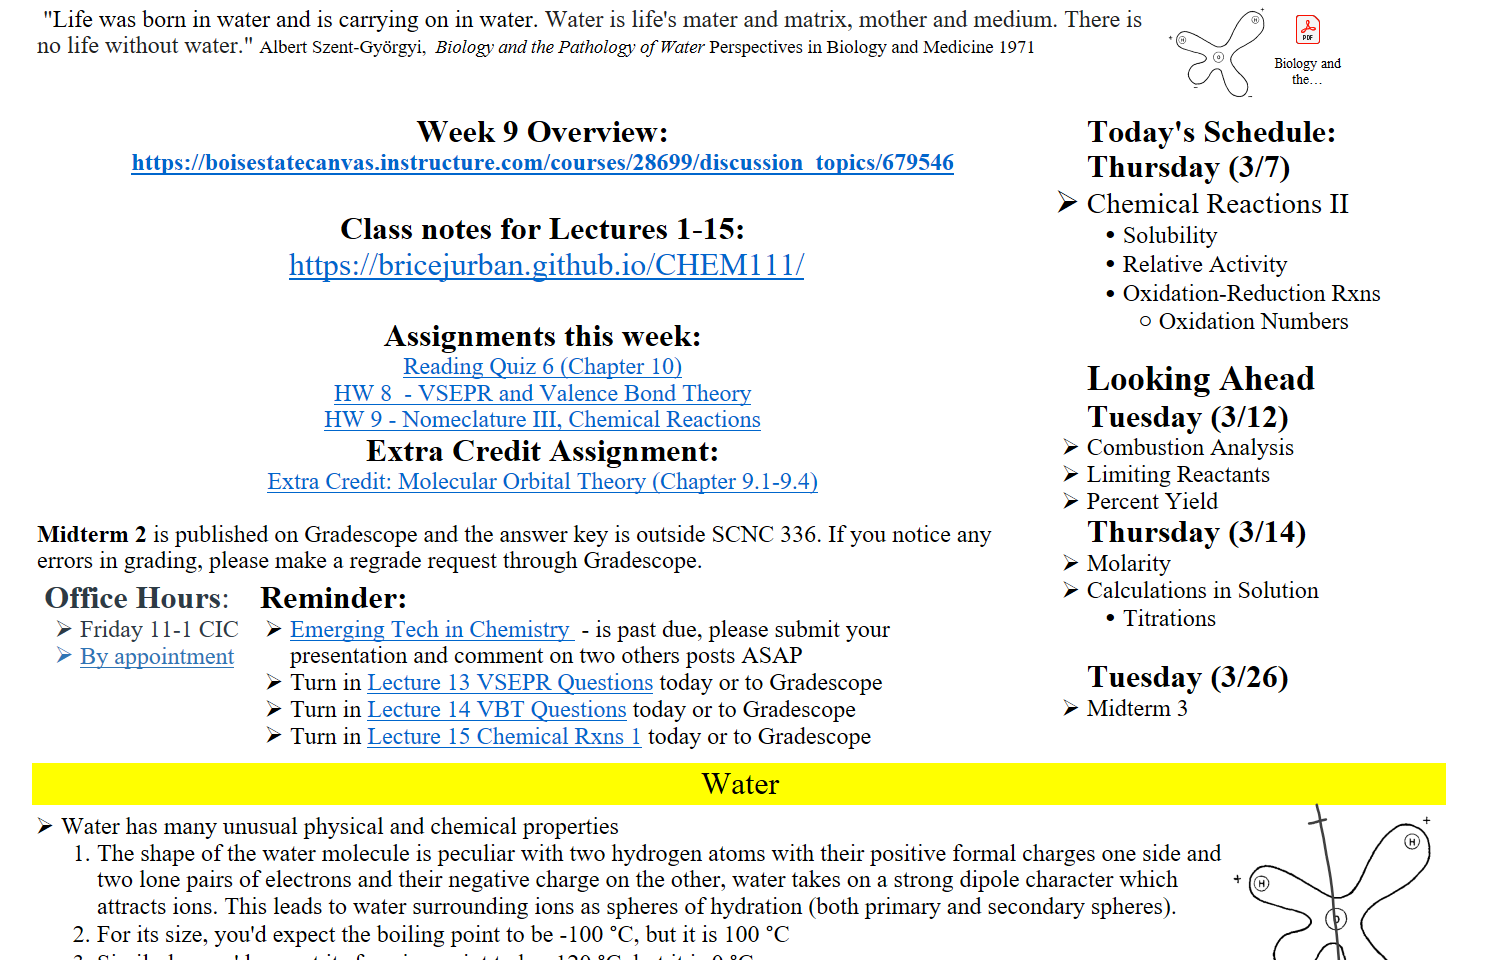 "Life was born in water and is carrying on in water. Water is life's mater and matrix, mother and medium. There is
no life without water." Albert Szent-Györgyi, Biology and the Pathology of Water Perspectives in Biology and Medicine 1971
+
H
+
H
O
-
-
PDF
Biology and
the...
Week 9 Overview:
https://boisestatecanvas.instructure.com/courses/28699/discussion_topics/679546
Class notes for Lectures 1-15:
https://bricejurban.github.io/CHEM111/
Assignments this week:
Reading Quiz 6 (Chapter 10)
HW 8 - VSEPR and Valence Bond Theory
HW 9 - Nomeclature III, Chemical Reactions
Extra Credit Assignment:
Extra Credit: Molecular Orbital Theory (Chapter 9.1-9.4)
Midterm 2 is published on Gradescope and the answer key is outside SCNC 336. If you notice any
errors in grading, please make a regrade request through Gradescope.
Office Hours:
➢ Friday 11-1 CIC
➢ By appointment
Reminder:
➢ Emerging Tech in Chemistry - is past due, please submit your
presentation and comment on two others posts ASAP
➢ Turn in Lecture 13 VSEPR Questions today or to Gradescope
➢ Turn in Lecture 14 VBT Questions today or to Gradescope
➢ Turn in Lecture 15 Chemical Rxns 1 today or to Gradescope
Today's Schedule:
Thursday (3/7)
➢ Chemical Reactions II
• Solubility
• Relative Activity
• Oxidation-Reduction Rxns
○ Oxidation Numbers
Looking Ahead
Tuesday (3/12)
➢ Combustion Analysis
➢ Limiting Reactants
➢ Percent Yield
Thursday (3/14)
➢ Molarity
➢ Calculations in Solution
• Titrations
Tuesday (3/26)
➢ Midterm 3
Water
➢ Water has many unusual physical and chemical properties
1. The shape of the water molecule is peculiar with two hydrogen atoms with their positive formal charges one side and
two lone pairs of electrons and their negative charge on the other, water takes on a strong dipole character which
attracts ions. This leads to water surrounding ions as spheres of hydration (both primary and secondary spheres).
2. For its size, you'd expect the boiling point to be -100 °C, but it is 100 °C
+
H
+
H
O